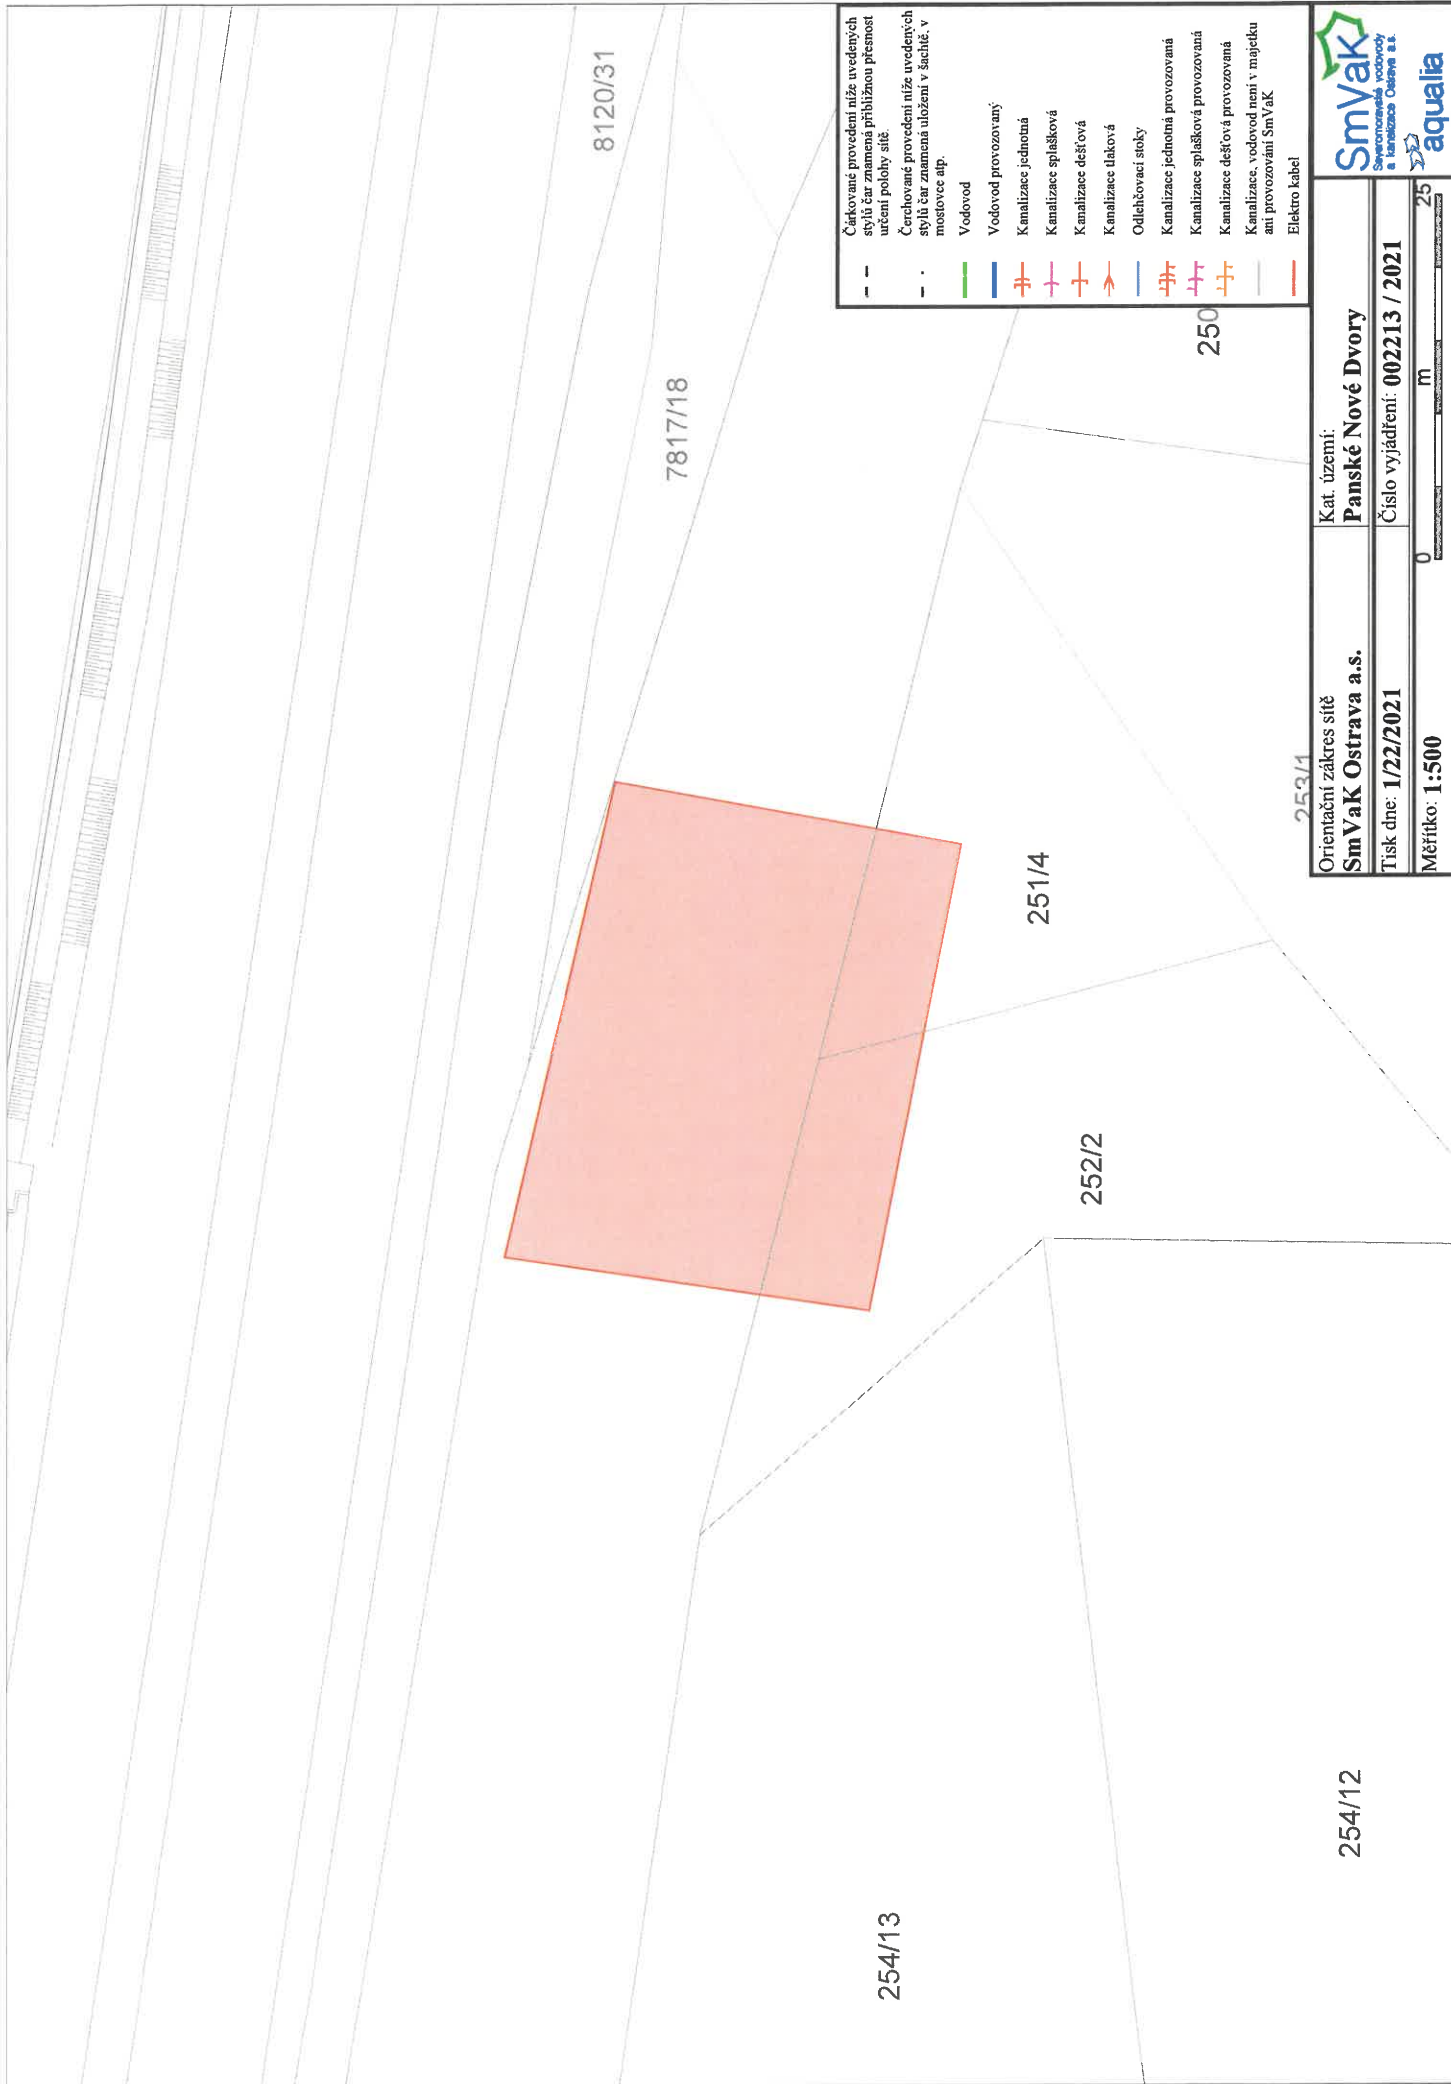 8120/31
7817/18
250
251/4
253/1
252/2
254/13
254/12
Čárkované provedení níže uvedených
stylů čar znamená přibližnou přesnost
určení polohy sítě.
Čerchované provedení níže uvedených
stylů čar znamená uložení v šachtě, v
mostovce atp.
Vodovod
Vodovod provozovaný
Kanalizace jednotná
Kanalizace splašková
Kanalizace dešťová
Kanalizace tlaková
Odlehčovací stoky
Kanalizace jednotná provozovaná
Kanalizace splašková provozovaná
Kanalizace dešťová provozovaná
Kanalizace, vodovod není v majetku
ani provozování SmVaK
Elektro kabel
Orientační zákres sítě
SmVaK Ostrava a.s.
Kat. území:
Panské Nové Dvory
Tisk dne: 1/22/2021
Číslo vyjádření: 002213 / 2021
Měřítko: 1:500
0 m 25
SmVaK
Severomoravské vodovody
a kanalizace Ostrava a.s.
aqualia